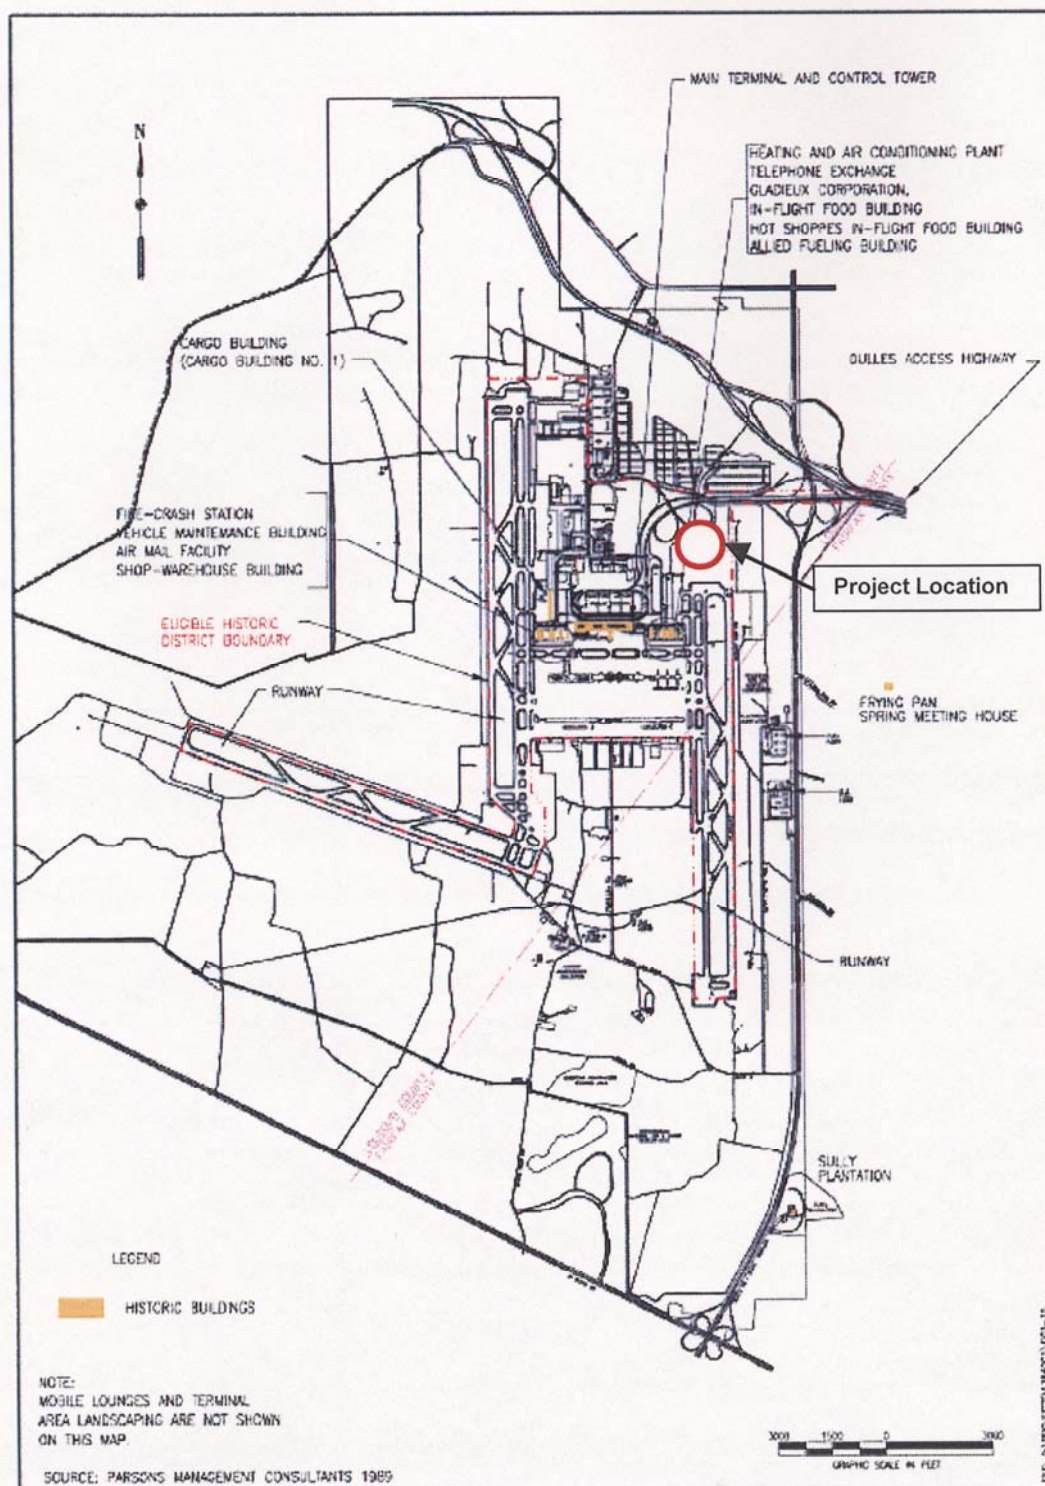 MAIN TERMINAL AND CONTROL TOWER
N
HEATING AND AIR CONDITIONING PLANT
TELEPHONE EXCHANGE
GLADIEUX CORPORATION,
IN-FLIGHT FOOD BUILDING
HOT SHOPPES IN-FLIGHT FOOD BUILDING
ALLIED FUELING BUILDING
CARGO BUILDING
(CARGO BUILDING NO. 1)
DULLES ACCESS HIGHWAY
FIRE-CRASH STATION
VEHICLE MAINTENANCE BUILDING
AIR MAIL FACILITY
SHOP-WAREHOUSE BUILDING
Project Location
ELIGIBLE HISTORIC
DISTRICT BOUNDARY
RUNWAY
FRYING PAN
SPRING MEETING HOUSE
RUNWAY
LOUDOUN COUNTY
FAIRFAX COUNTY
SULLY
PLANTATION
LEGEND
HISTORIC BUILDINGS
NOTE:
MOBILE LOUNGES AND TERMINAL
AREA LANDSCAPING ARE NOT SHOWN
ON THIS MAP.
3000 1500 0 3000
GRAPHIC SCALE IN FEET
SOURCE: PARSONS MANAGEMENT CONSULTANTS 1989